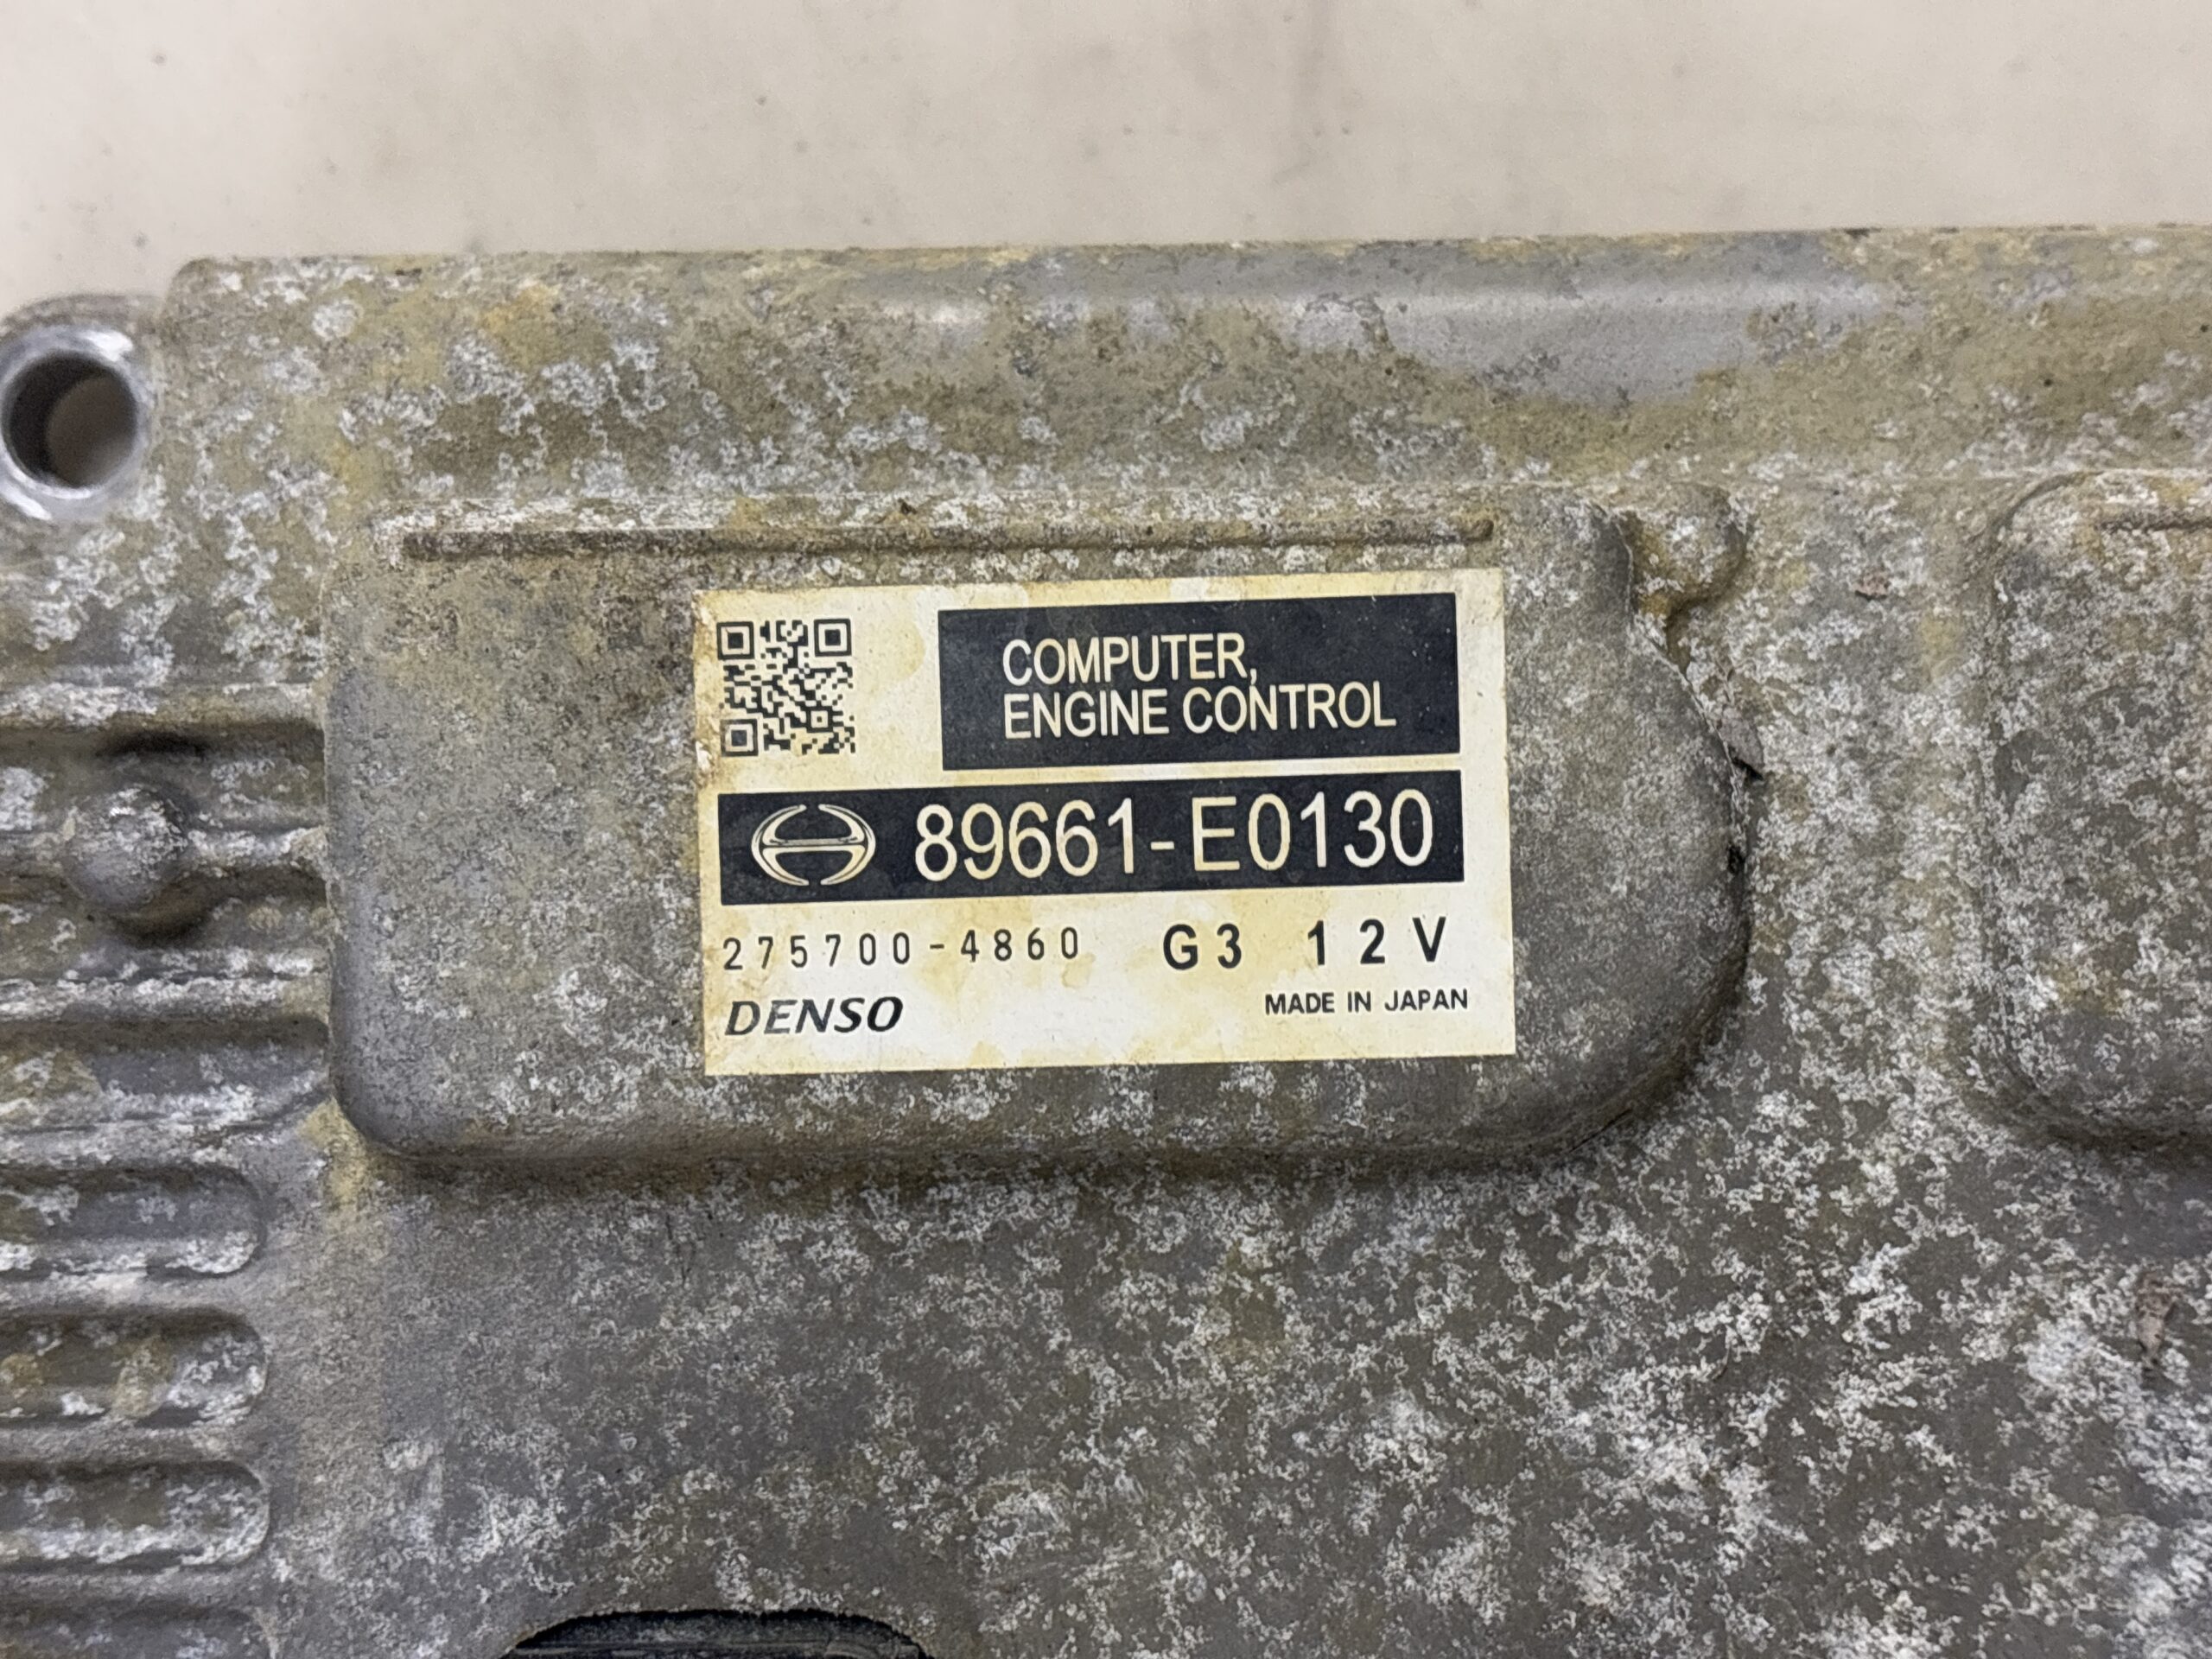 COMPUTER,
ENGINE CONTROL
89661-E0130
275700-4860 G3 12V
DENSO MADE IN JAPAN